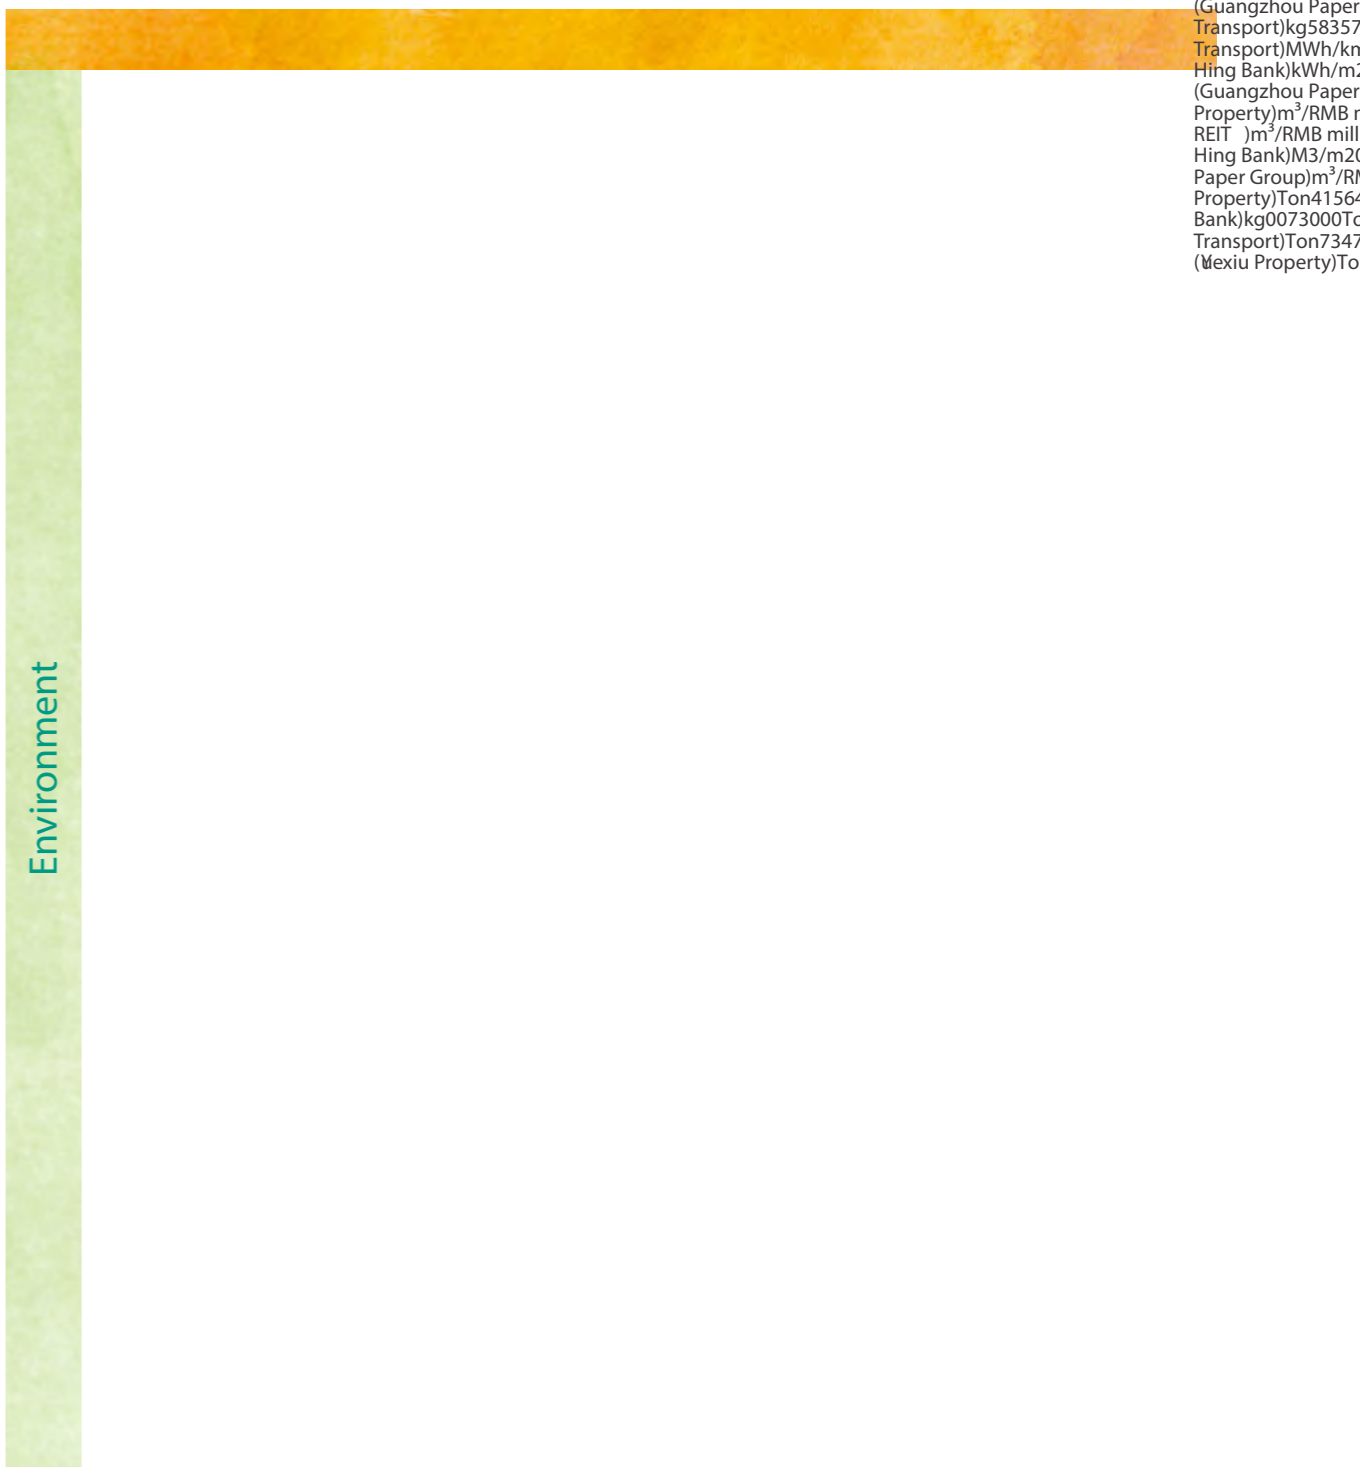 (Guangzhou Paper
Transport)kg58357
Transport)MWh/km
Hing Bank)kWh/m2
(Guangzhou Paper
Property)m³/RMB m
REIT )m³/RMB mill
Hing Bank)M3/m20
Paper Group)m³/RM
Property)Ton41564
Bank)kg0073000To
Transport)Ton7347
(Yuexiu Property)To
Environment